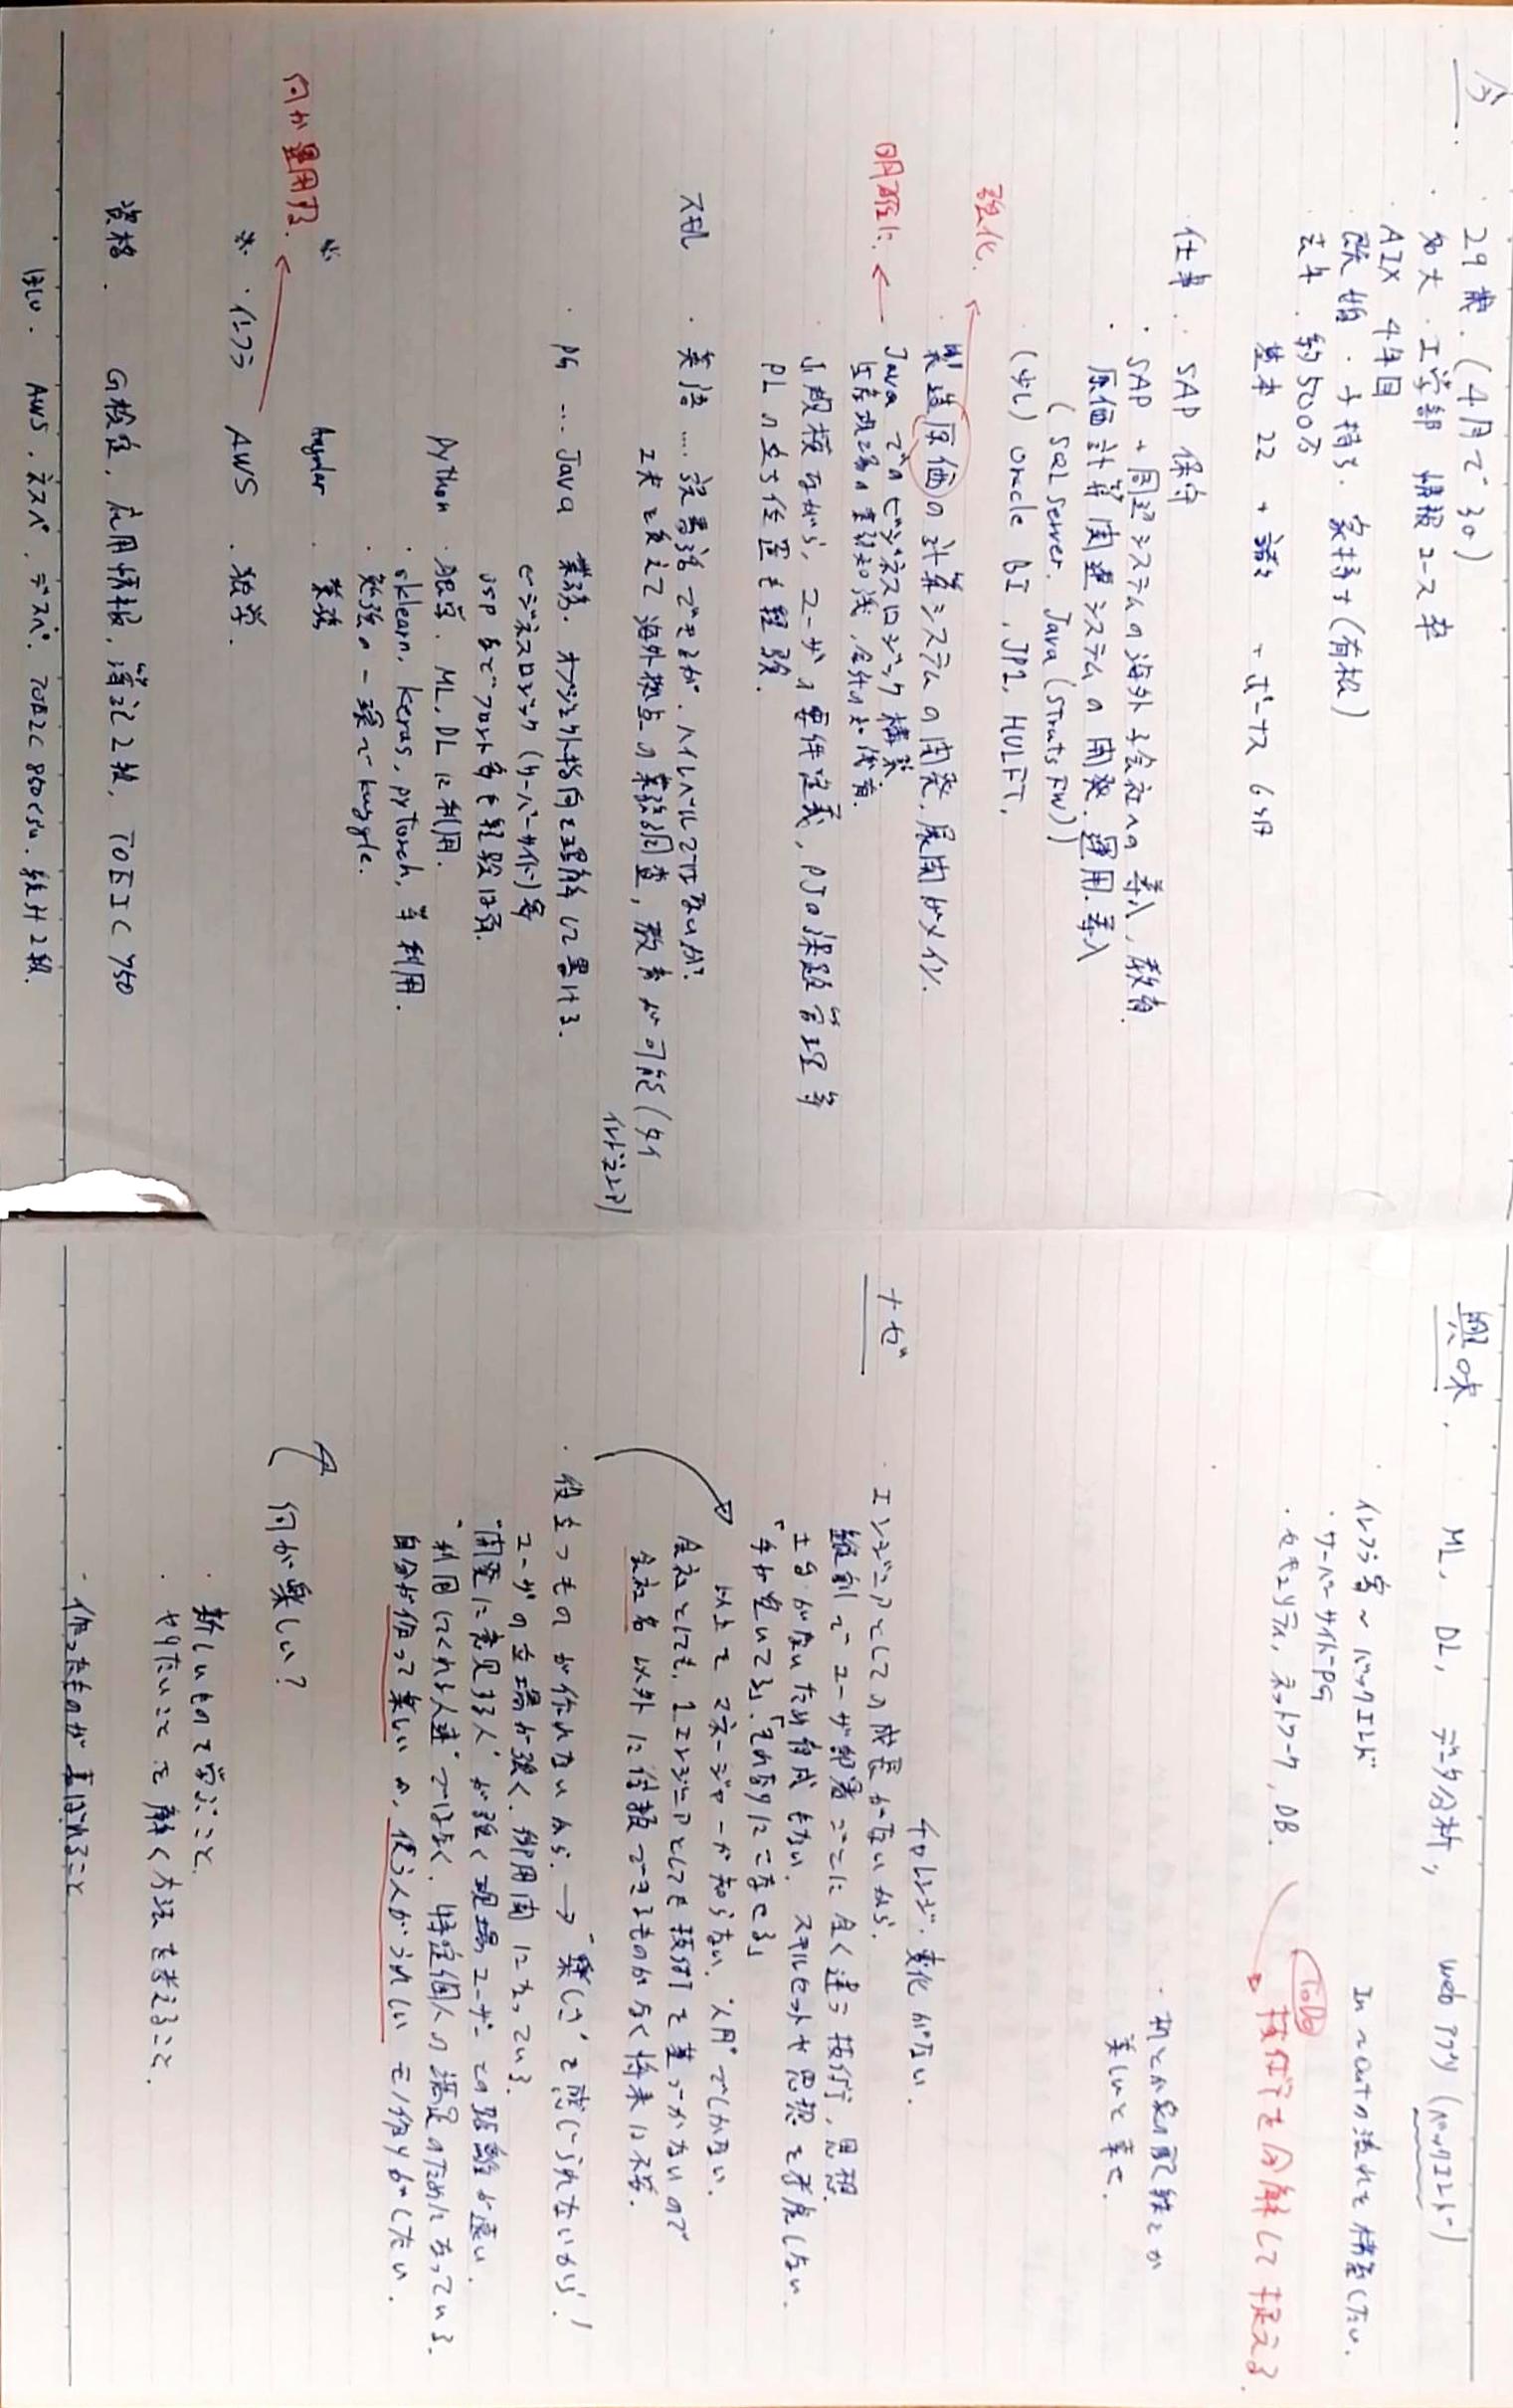 今
29歳.（4月で30）
・名大・工学部 情報コース卒
・AIX 4年目
・既婚・子持ち・家持ち（有松）
・去年.約500万
基本 22 + 諸々 + ボーナス 6ヶ月
・仕事. SAP 保守
・SAP + 周辺システムの海外子会社への導入,教育.
・原価計算関連システムの開発.運用.導入
（SQL server. Java（Struts FW））
（少し）oracle BI, JP1, HULFT.
強化.
製造原価の計算システムの開発,展開がメイン.
明確に.
Javaでのビジネスロジック構築.
生産現場の業務知識,会計の知識有.
小規模ながら,ユーザの要件定義,PJの課題管理等
PLの立ち位置も経験.
スキル ・英語 .... 読書話できるが.ハイレベルではないが?
工夫を交えて海外拠点の業務調査,教育が可能（タイ
インドネシア）
・PG ... Java 業務. オブジェクト指向を理解して書ける.
ビジネスロジック（サーバーサイド）多
JSPなどフロント多も経験は有.
Python ・独学. ML, DLに利用.
・sklearn, keras, pyTorch, 等利用.
・勉強の一環でkaggle.
※ Angular . 業務
何か運用する.
※ ・インフラ AWS . 独学.
資格. G検定, 応用情報, 簿記2級, TOEIC 750
ほしい. AWS, ネスペ, デスペ. TOEIC 850くらい. 統計2級.
興味. ML, DL, データ分析,, webアプリ（バックエンド）
・インフラ寄〜バックエンド
In 〜 outの流れを構築したい.
・サーバーサイドPG
・セキュリティ, ネットワーク, DB.
ToDo
技術を分解して捉える.
・机とか家の配線とか
美しいと幸せ.
チャレンジ・変化がない.
ナゼ ・エンジニアとしての成長がないから.
縦割でユーザ部署ごとに全く違う技術, 思想.
土台がないため育成もない. スキルセットや思想を考慮しない.
「手が空いてる」.「それなりにこなせる」
以上をマネージャーが知らない. "人月"でしかない.
会社としても, 1エンジニアとしても技術を基づかないので
会社名以外に信頼できるものがなく将来に不安.
・役立つものが作れないから. → "楽しさ"を感じられないから!
ユーザの立場が強く, 御用聞になっている.
"開発に意見する人"が強く現場ユーザーとの距離が遠い.
"利用してくれる人達"ではなく, 特定個人の満足のためになっている.
自分が作って楽しいか, 使う人がうれしいモノ作りがしたい.
何が楽しい?
・新しいものを学ぶこと.
・やりたいことを解く方法を考えること.
・作ったものが喜ばれること